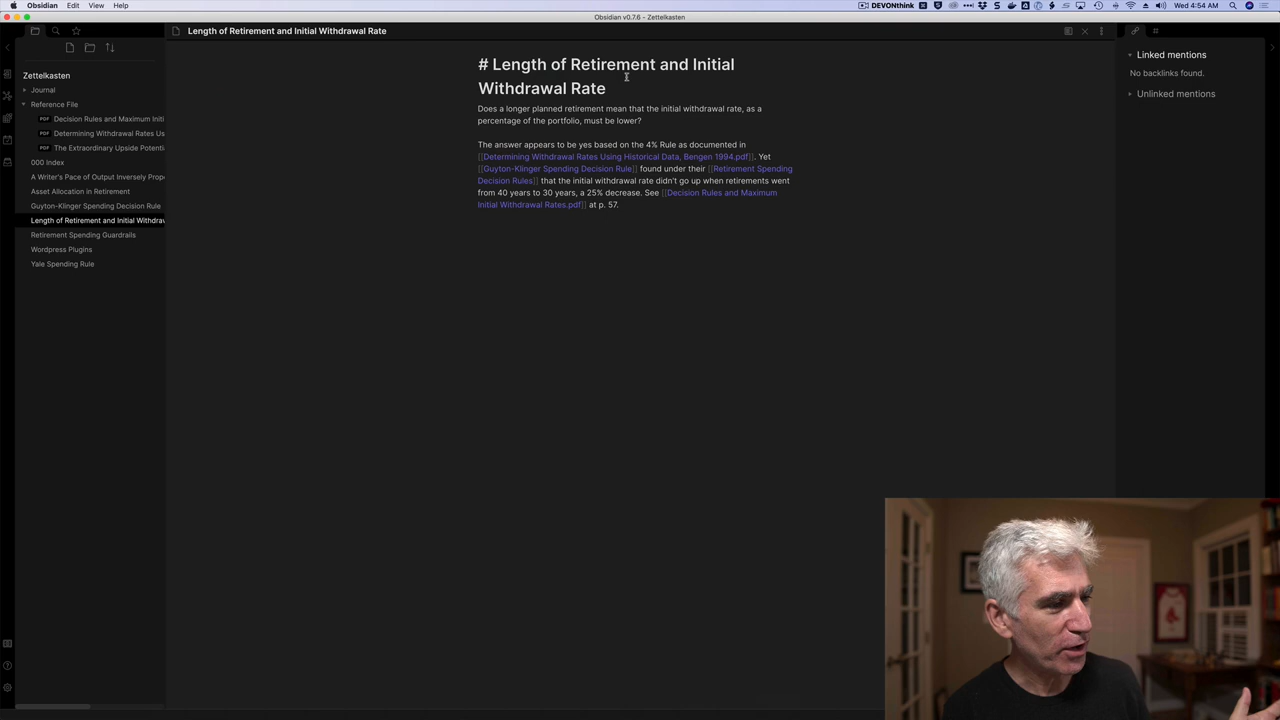 Obsidian Edit View Help
DEVONthink
Wed 4:54 AM
Obsidian v0.7.6 - Zettelkasten
Length of Retirement and Initial Withdrawal Rate
Zettelkasten
Journal
Reference File
PDF Decision Rules and Maximum Initi
PDF Determining Withdrawal Rates Us
PDF The Extraordinary Upside Potenti
000 Index
A Writer's Pace of Output Inversely Prop
Asset Allocation in Retirement
Guyton-Klinger Spending Decision Rule
Length of Retirement and Initial Withdrav
Retirement Spending Guardrails
Wordpress Plugins
Yale Spending Rule
# Length of Retirement and Initial
Withdrawal Rate
Does a longer planned retirement mean that the initial withdrawal rate, as a
percentage of the portfolio, must be lower?
The answer appears to be yes based on the 4% Rule as documented in
[[Determining Withdrawal Rates Using Historical Data, Bengen 1994.pdf]]. Yet
[[Guyton-Klinger Spending Decision Rule]] found under their [[Retirement Spending
Decision Rules]] that the initial withdrawal rate didn't go up when retirements went
from 40 years to 30 years, a 25% decrease. See [[Decision Rules and Maximum
Initial Withdrawal Rates.pdf]] at p. 57.
Linked mentions
No backlinks found.
Unlinked mentions